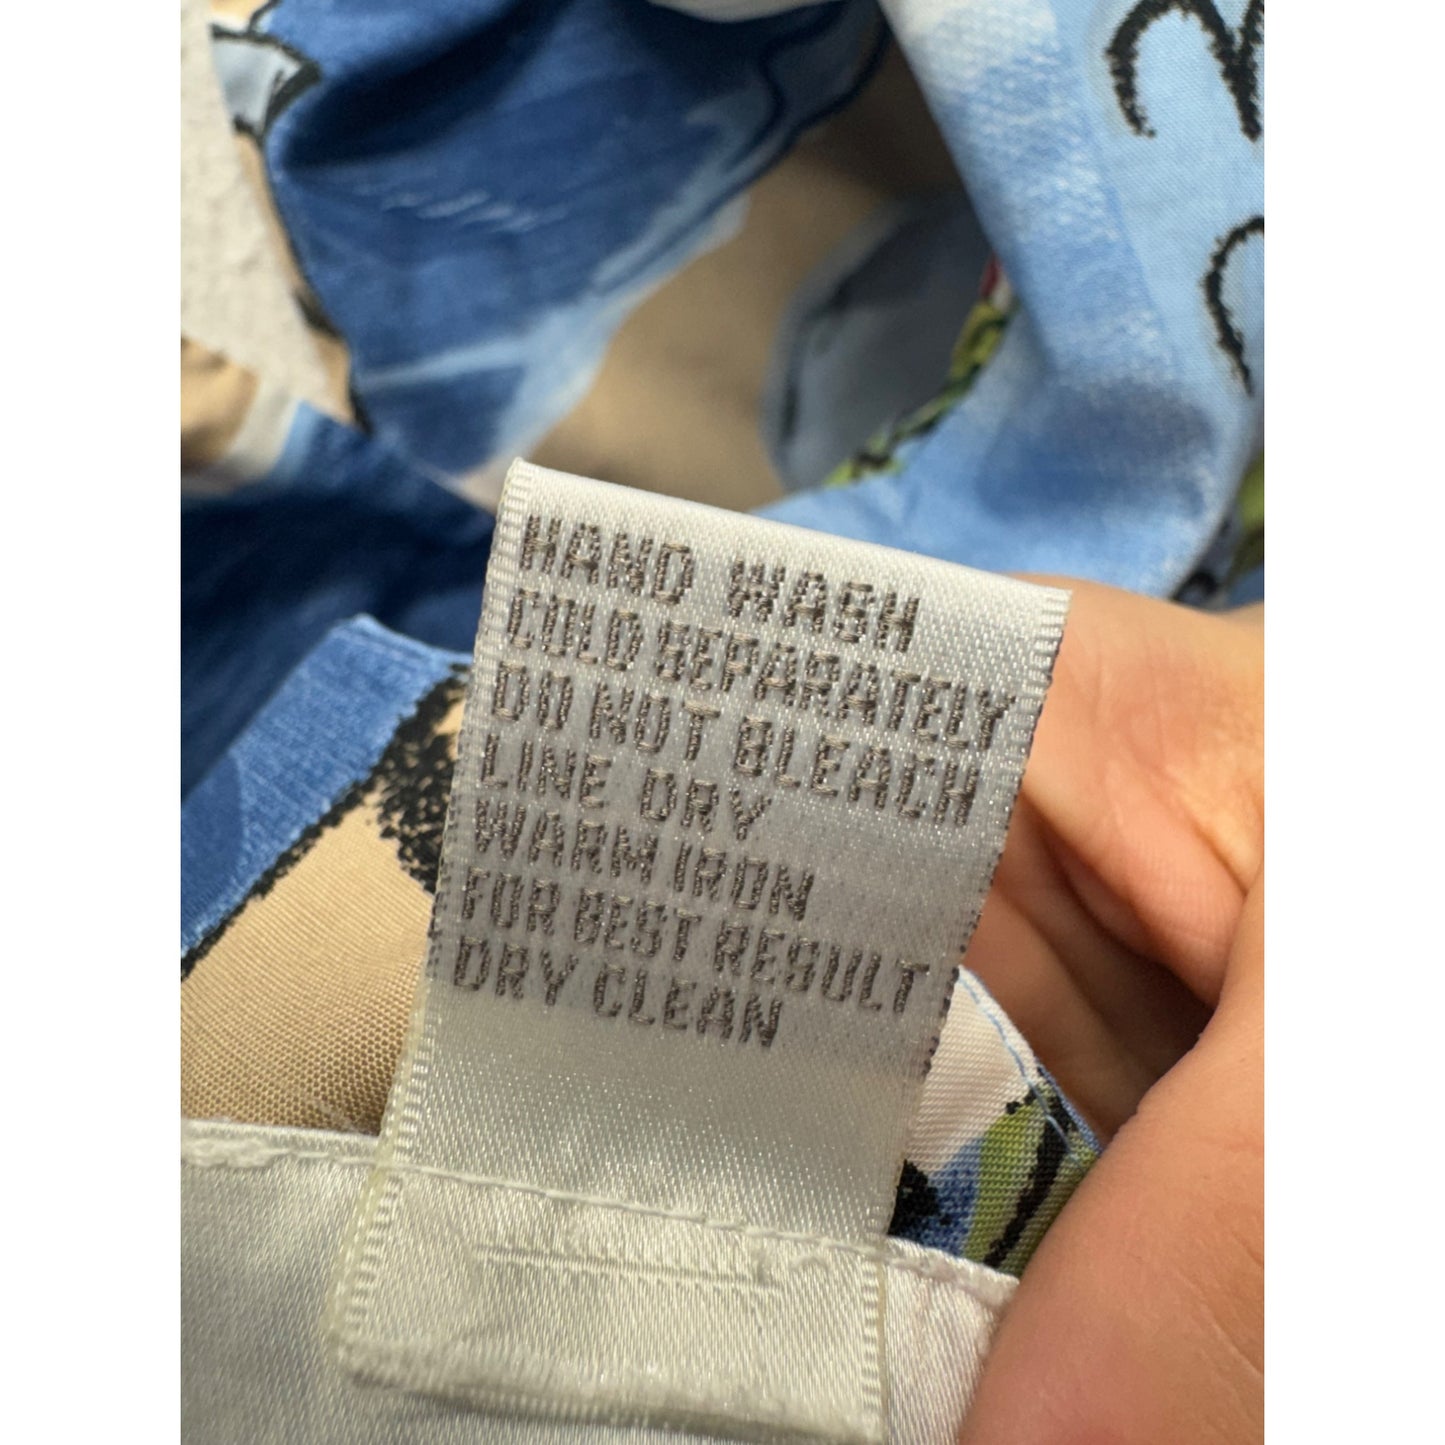 HAND WASH
COLD SEPARATELY
DO NOT BLEACH
LINE DRY
WARM IRON
FOR BEST RESULT
DRY CLEAN